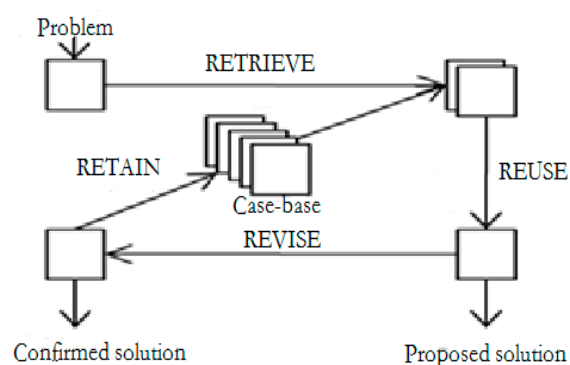 Problem
RETRIEVE
RETAIN
REUSE
Case-base
REVISE
Confirmed solution
Proposed solution